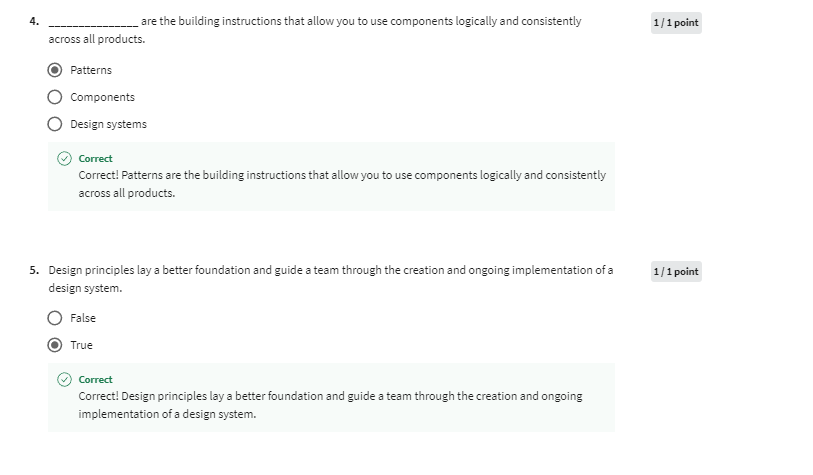 4. _______________ are the building instructions that allow you to use components logically and consistently
across all products.
1 / 1 point
Patterns
Components
Design systems
Correct
Correct! Patterns are the building instructions that allow you to use components logically and consistently
across all products.
5. Design principles lay a better foundation and guide a team through the creation and ongoing implementation of a
design system.
1 / 1 point
False
True
Correct
Correct! Design principles lay a better foundation and guide a team through the creation and ongoing
implementation of a design system.